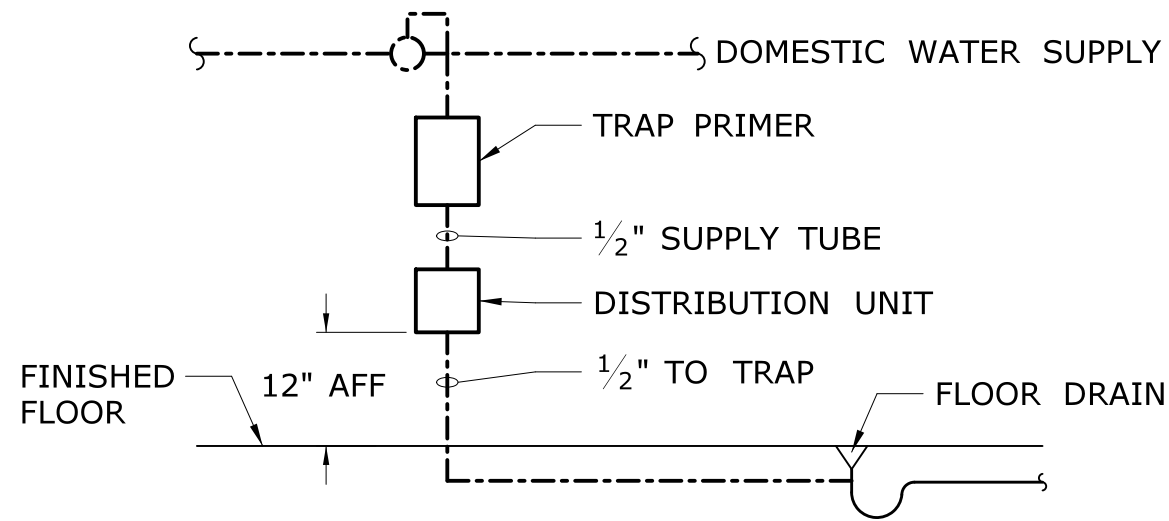 DOMESTIC WATER SUPPLY
TRAP PRIMER
1/2" SUPPLY TUBE
DISTRIBUTION UNIT
1/2" TO TRAP
FINISHED
FLOOR
12" AFF
FLOOR DRAIN